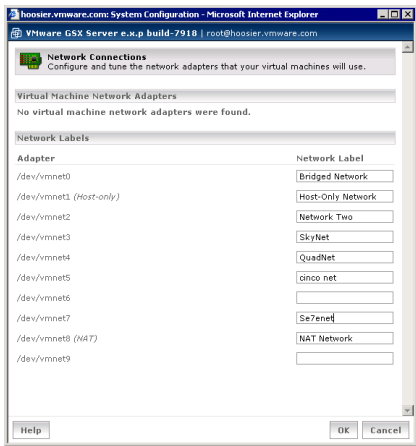 hoosier.vmware.com: System Configuration - Microsoft Internet Explorer
VMware GSX Server e.x.p build-7918 | root@hoosier.vmware.com
Network Connections
Configure and tune the network adapters that your virtual machines will use.
Virtual Machine Network Adapters
No virtual machine network adapters were found.
Network Labels
Adapter Network Label
/dev/vmnet0 Bridged Network
/dev/vmnet1 (Host-only) Host-Only Network
/dev/vmnet2 Network Two
/dev/vmnet3 SkyNet
/dev/vmnet4 QuadNet
/dev/vmnet5 cinco net
/dev/vmnet6
/dev/vmnet7 Se7enet
/dev/vmnet8 (NAT) NAT Network
/dev/vmnet9
Help OK Cancel